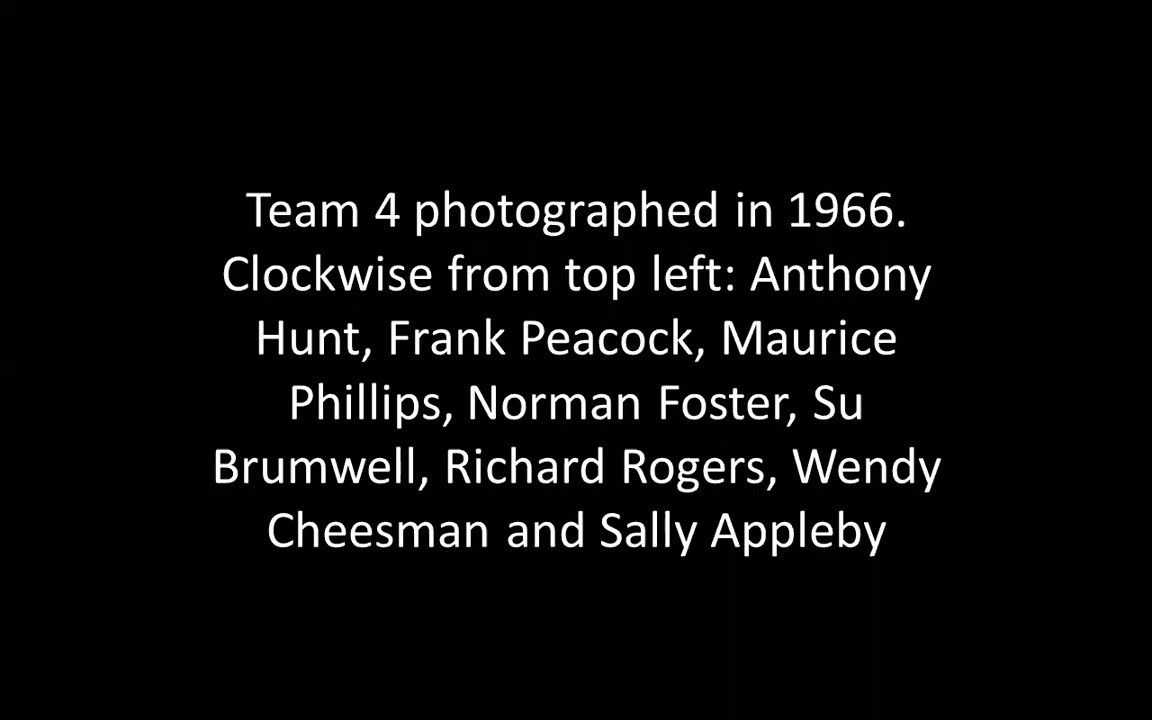 Team 4 photographed in 1966.
Clockwise from top left: Anthony
Hunt, Frank Peacock, Maurice
Phillips, Norman Foster, Su
Brumwell, Richard Rogers, Wendy
Cheesman and Sally Appleby